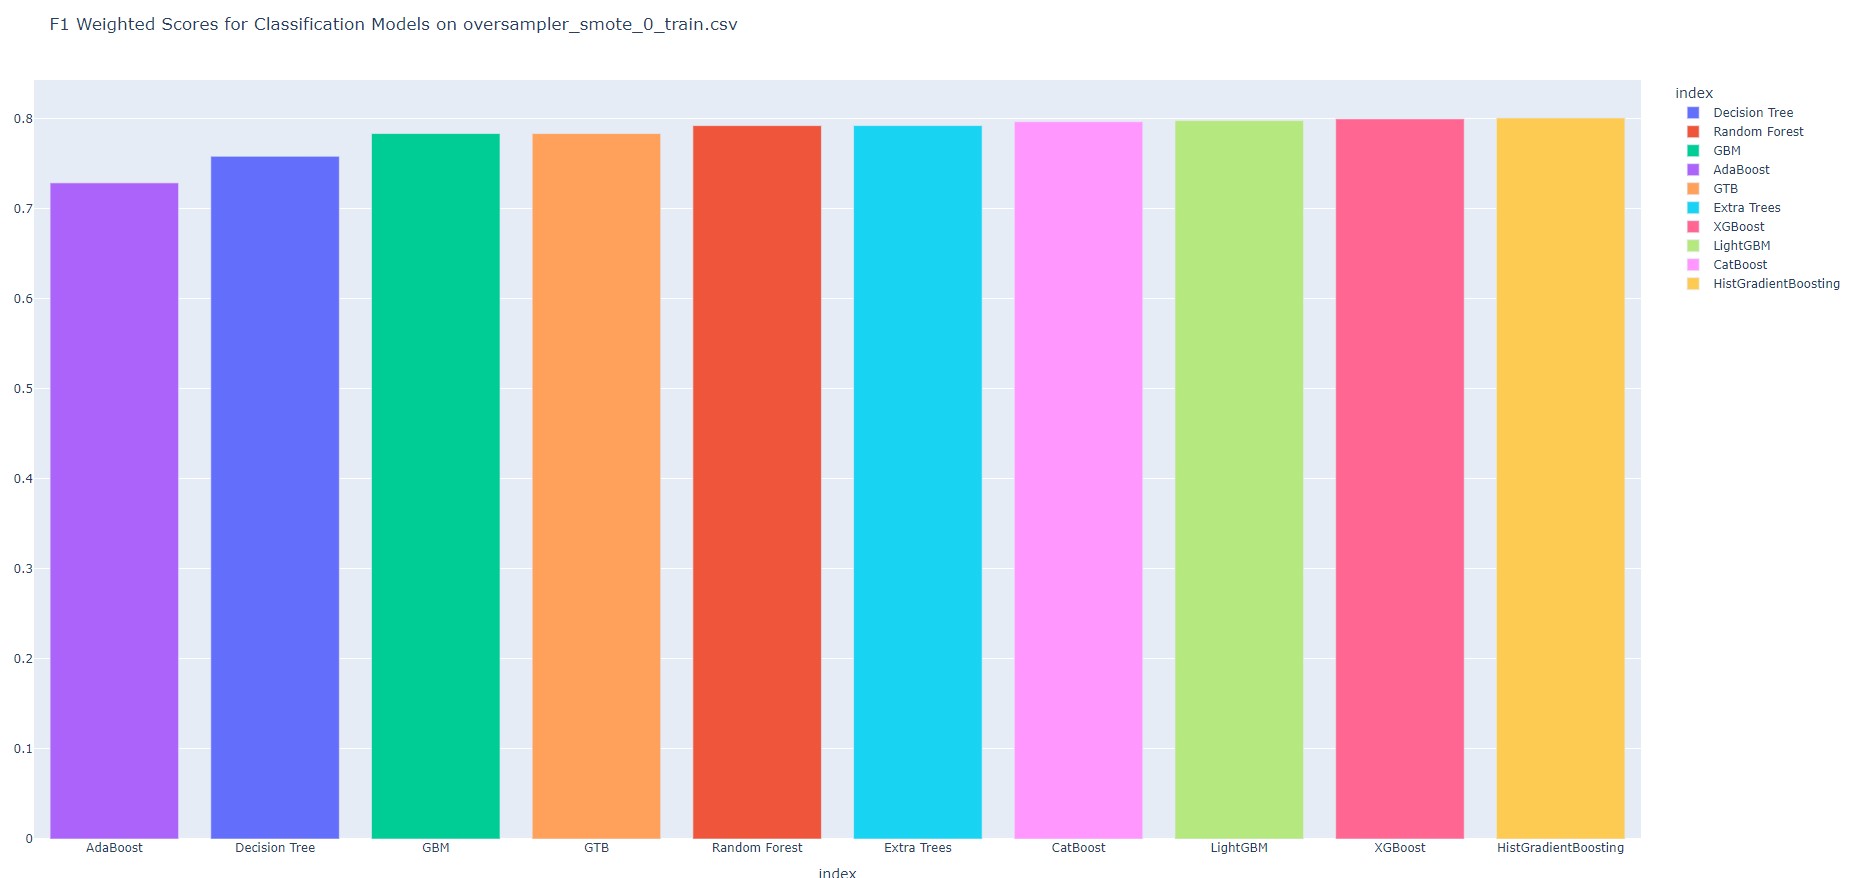 F1 Weighted Scores for Classification Models on oversampler_smote_0_train.csv
index
Decision Tree
Random Forest
GBM
AdaBoost
GTB
Extra Trees
XGBoost
LightGBM
CatBoost
HistGradientBoosting
0.8
0.7
0.6
0.5
0.4
0.3
0.2
0.1
0
AdaBoost Decision Tree GBM GTB Random Forest Extra Trees CatBoost LightGBM XGBoost HistGradientBoosting
index